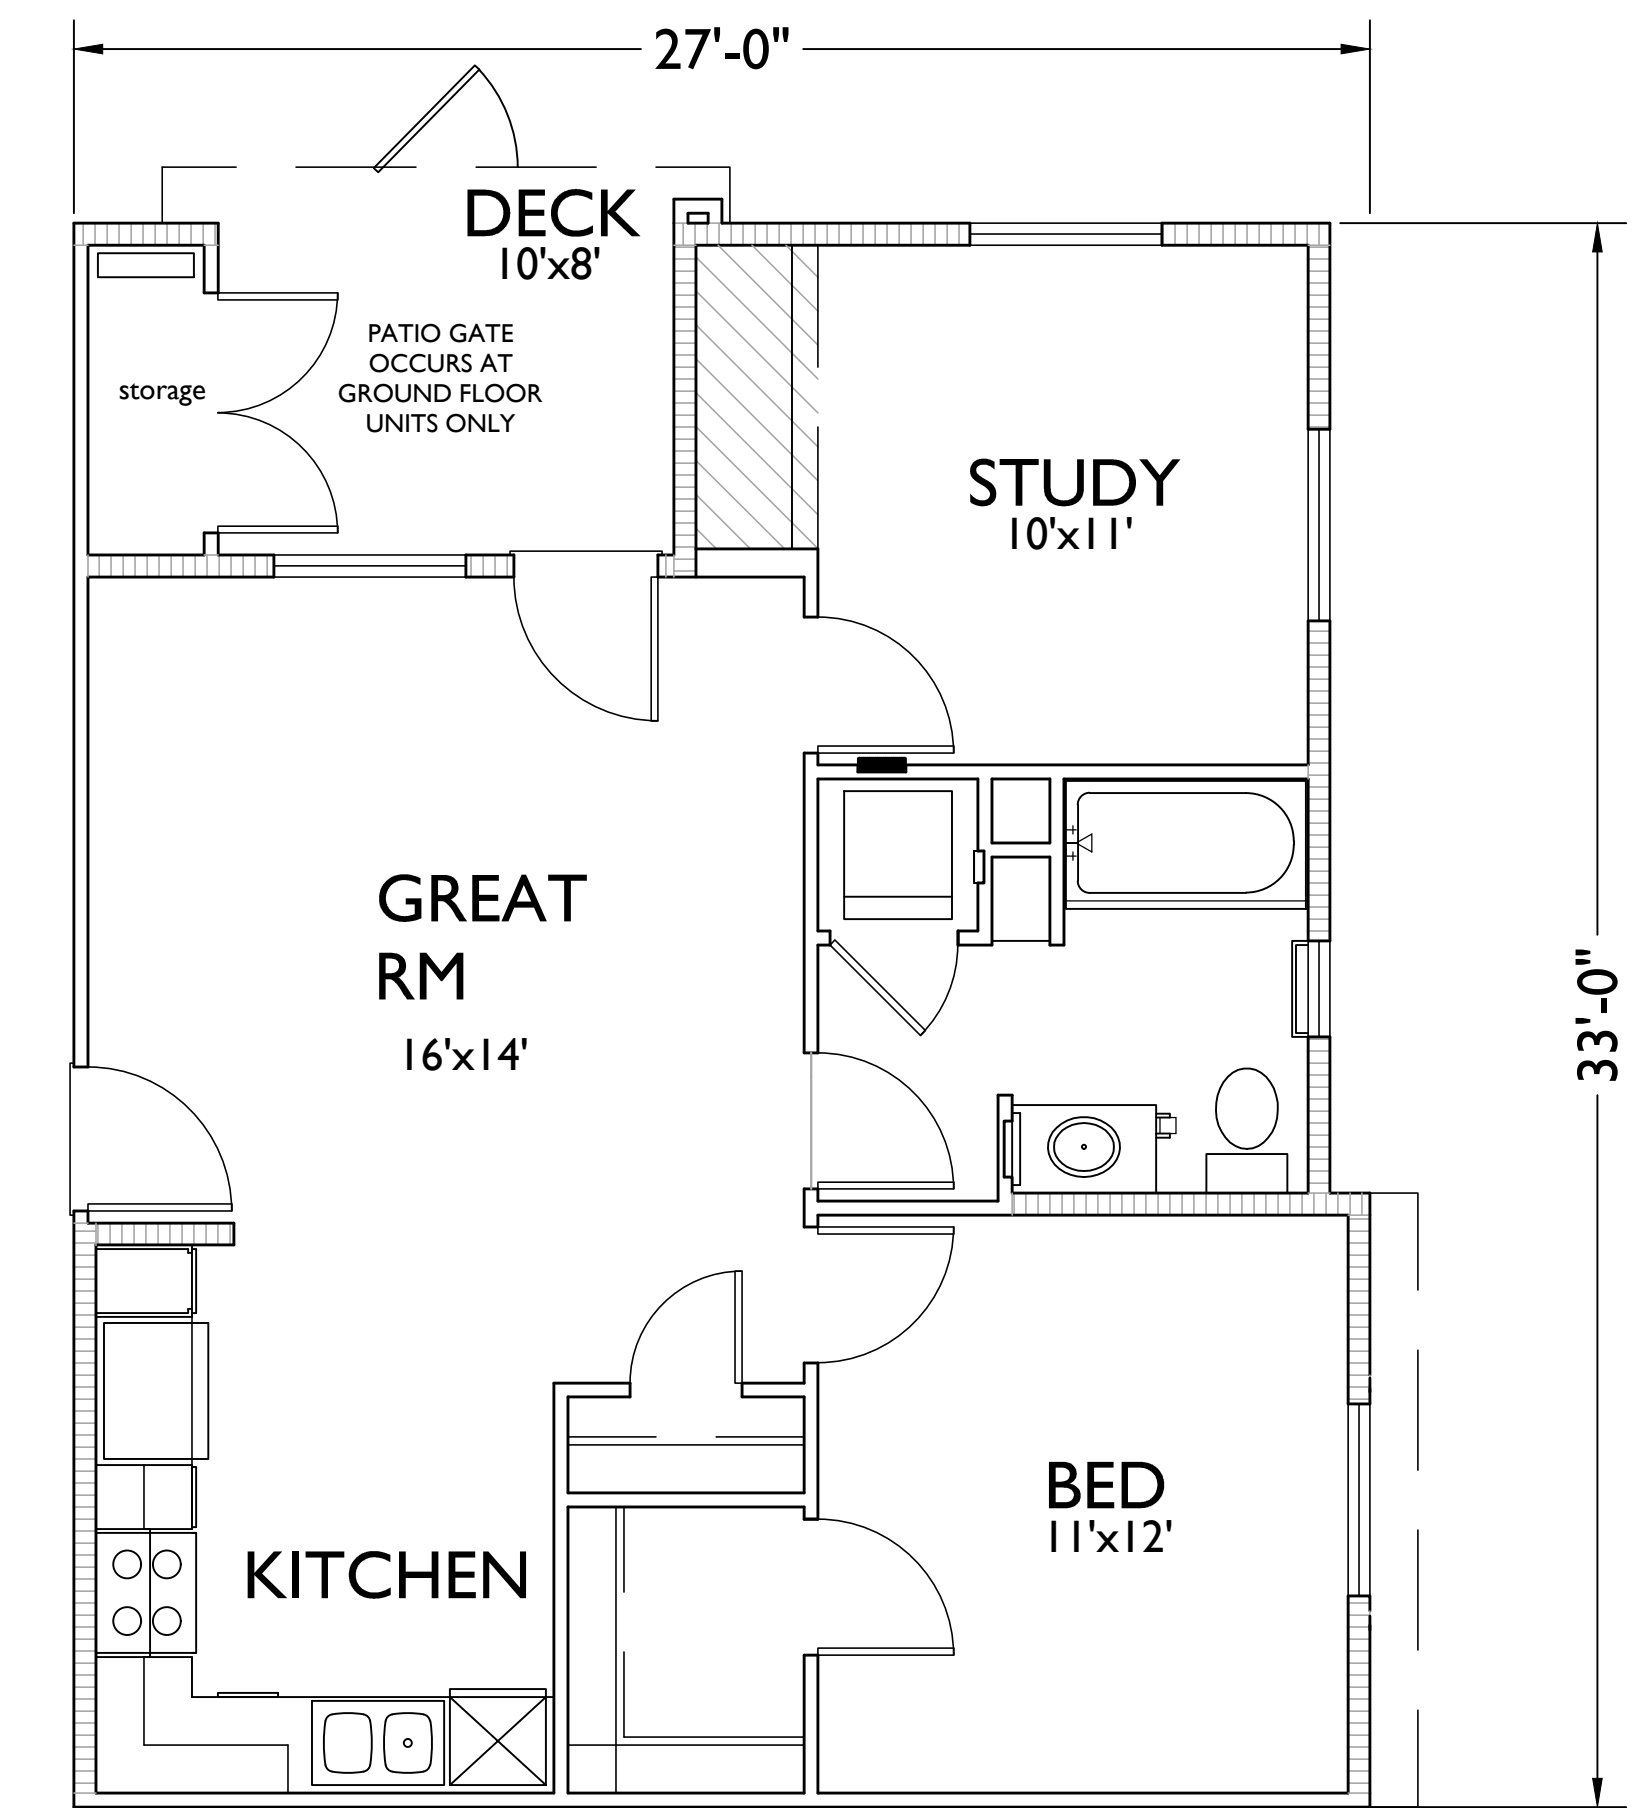 27'-0"
DECK
10'x8'
PATIO GATE
OCCURS AT
GROUND FLOOR
UNITS ONLY
storage
STUDY
10'x11'
GREAT
RM
16'x14'
33'-0"
BED
11'x12'
KITCHEN